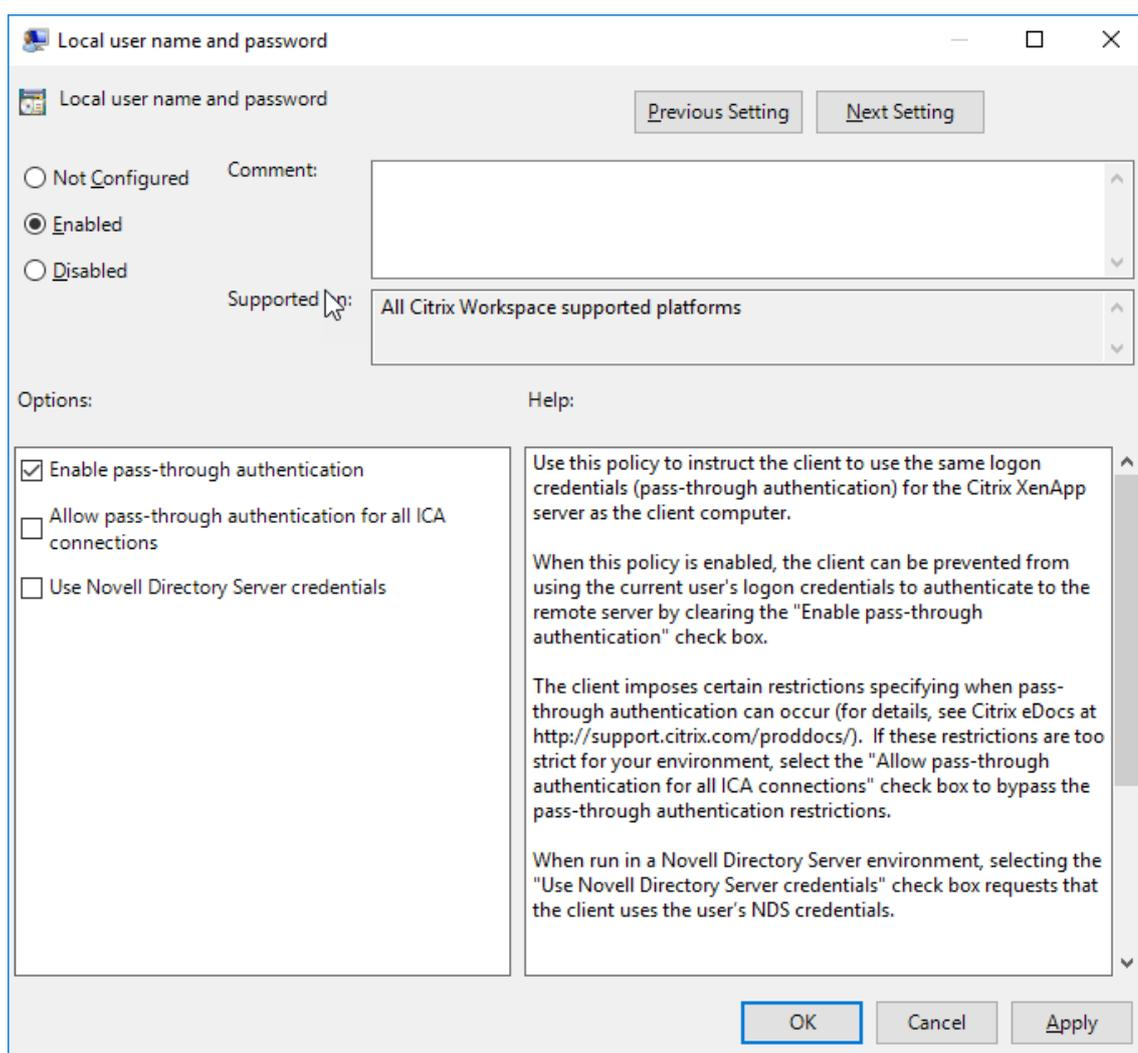 Local user name and password
Local user name and password
Previous Setting
Next Setting
Not Configured
Comment:
Enabled
Disabled
Supported
All Citrix Workspace supported platforms
Options:
Help:
Enable pass-through authentication
Allow pass-through authentication for all ICA
connections
Use Novell Directory Server credentials
Use this policy to instruct the client to use the same logon
credentials (pass-through authentication) for the Citrix XenApp
server as the client computer.
When this policy is enabled, the client can be prevented from
using the current user's logon credentials to authenticate to the
remote server by clearing the "Enable pass-through
authentication" check box.
The client imposes certain restrictions specifying when pass-
through authentication can occur (for details, see Citrix eDocs at
http://support.citrix.com/proddocs/).  If these restrictions are too
strict for your environment, select the "Allow pass-through
authentication for all ICA connections" check box to bypass the
pass-through authentication restrictions.
When run in a Novell Directory Server environment, selecting the
"Use Novell Directory Server credentials" check box requests that
the client uses the user's NDS credentials.
OK
Cancel
Apply